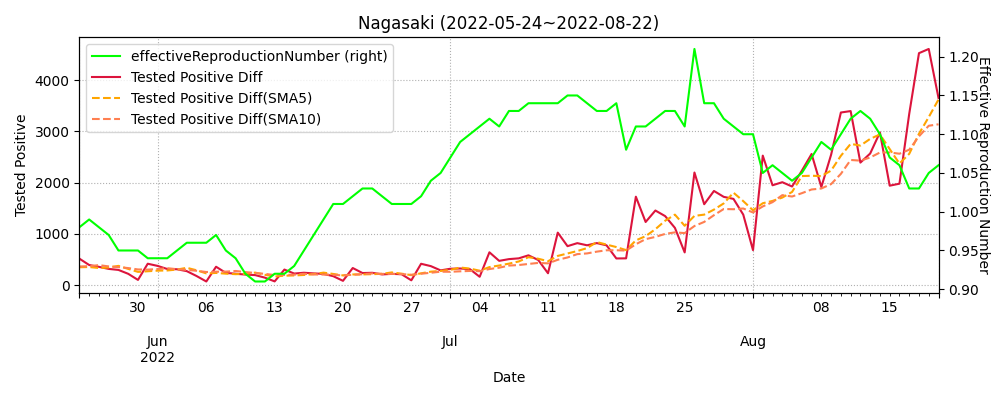 Nagasaki (2022-05-24~2022-08-22)
effectiveReproductionNumber (right)
Tested Positive Diff
Tested Positive Diff(SMA5)
Tested Positive Diff(SMA10)
Tested Positive
4000
3000
2000
1000
0
Effective Reproduction Number
1.20
1.15
1.10
1.05
1.00
0.95
0.90
30 06 13 20 27 04 11 18 25 08 15
Jun Jul Aug
2022
Date